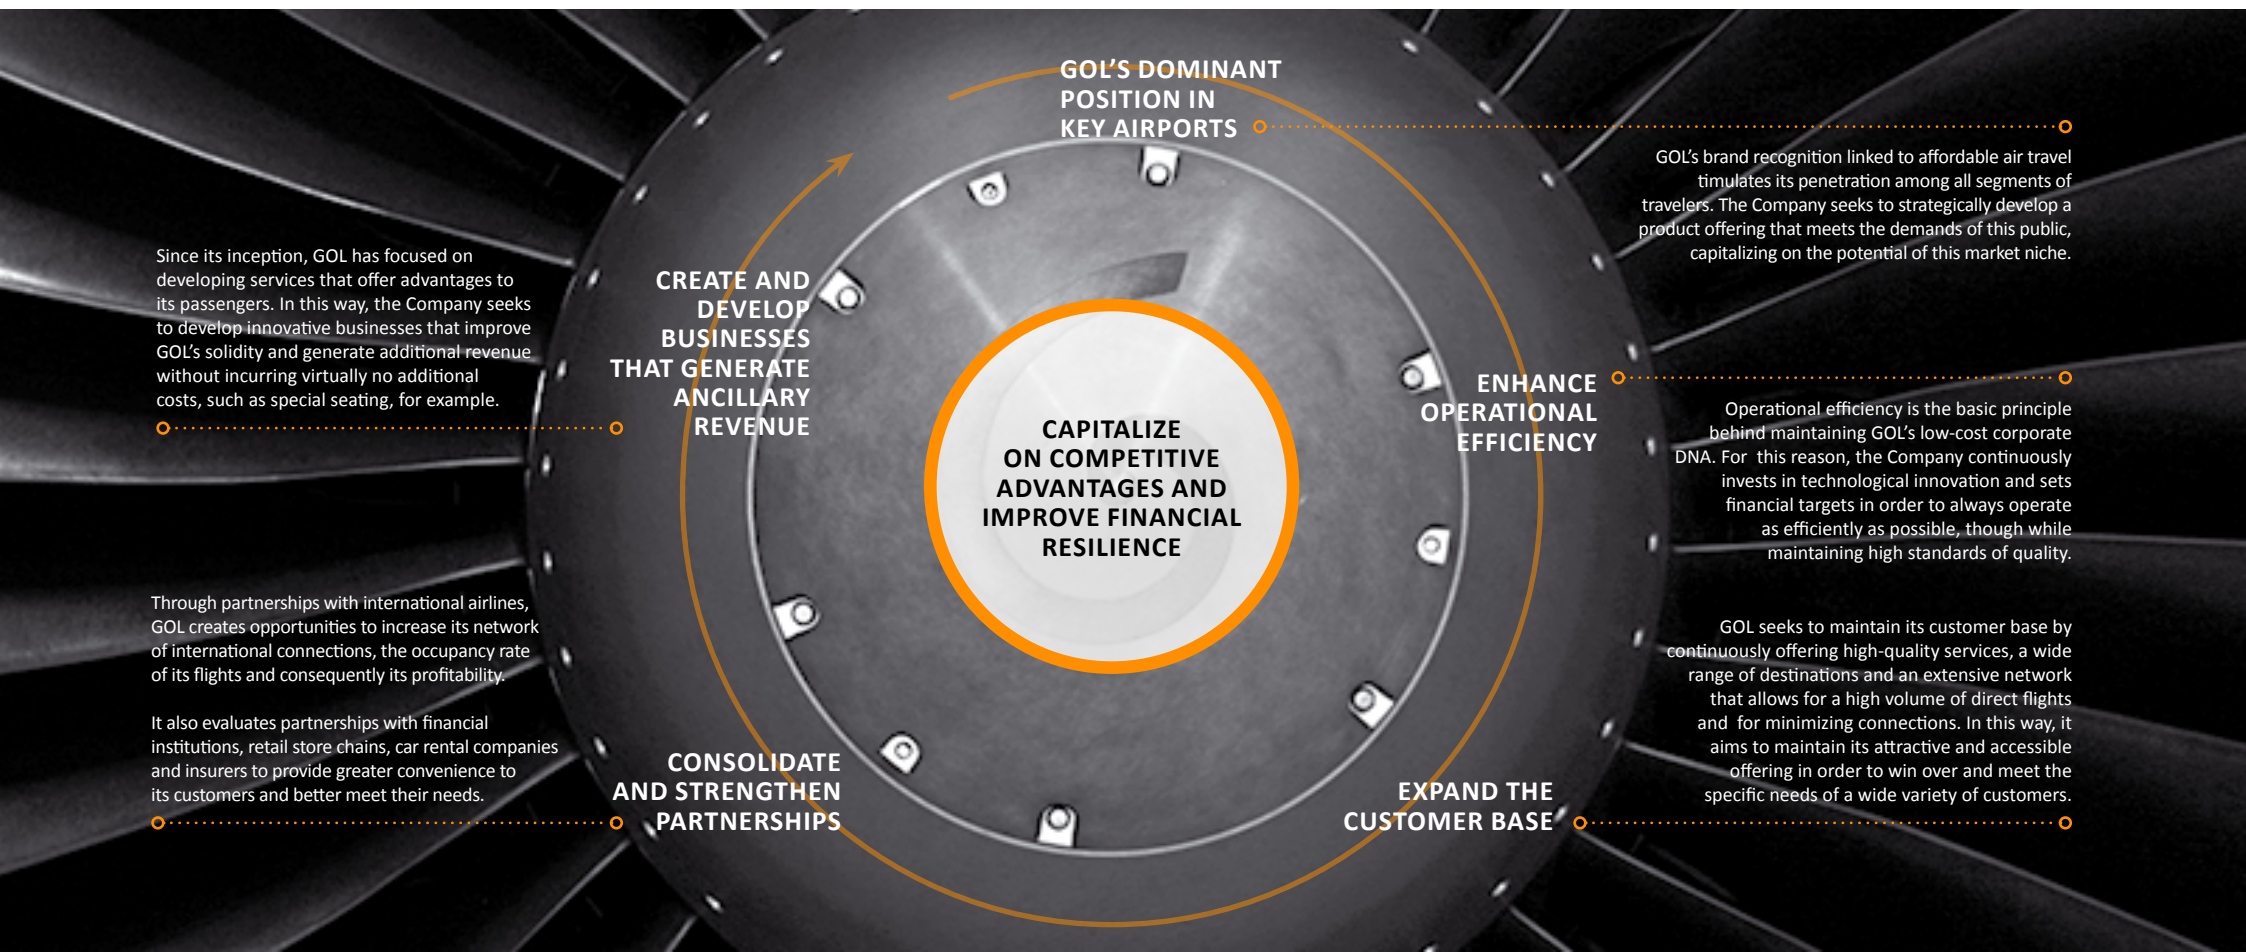 GOL'S DOMINANT
POSITION IN
KEY AIRPORTS
GOL's brand recognition linked to affordable air travel
timulates its penetration among all segments of
travelers. The Company seeks to strategically develop a
product offering that meets the demands of this public,
capitalizing on the potential of this market niche.
ENHANCE
OPERATIONAL
EFFICIENCY
Operational efficiency is the basic principle
behind maintaining GOL's low-cost corporate
DNA. For  this reason, the Company continuously
invests in technological innovation and sets
financial targets in order to always operate
as efficiently as possible, though while
maintaining high standards of quality.
EXPAND THE
CUSTOMER BASE
GOL seeks to maintain its customer base by
continuously offering high-quality services, a wide
range of destinations and an extensive network
that allows for a high volume of direct flights
and  for minimizing connections. In this way, it
aims to maintain its attractive and accessible
offering in order to win over and meet the
specific needs of a wide variety of customers.
CONSOLIDATE
AND STRENGTHEN
PARTNERSHIPS
Through partnerships with international airlines,
GOL creates opportunities to increase its network
of international connections, the occupancy rate
of its flights and consequently its profitability.
It also evaluates partnerships with financial
institutions, retail store chains, car rental companies
and insurers to provide greater convenience to
its customers and better meet their needs.
CREATE AND
DEVELOP
BUSINESSES
THAT GENERATE
ANCILLARY
REVENUE
Since its inception, GOL has focused on
developing services that offer advantages to
its passengers. In this way, the Company seeks
to develop innovative businesses that improve
GOL's solidity and generate additional revenue
without incurring virtually no additional
costs, such as special seating, for example.
CAPITALIZE
ON COMPETITIVE
ADVANTAGES AND
IMPROVE FINANCIAL
RESILIENCE